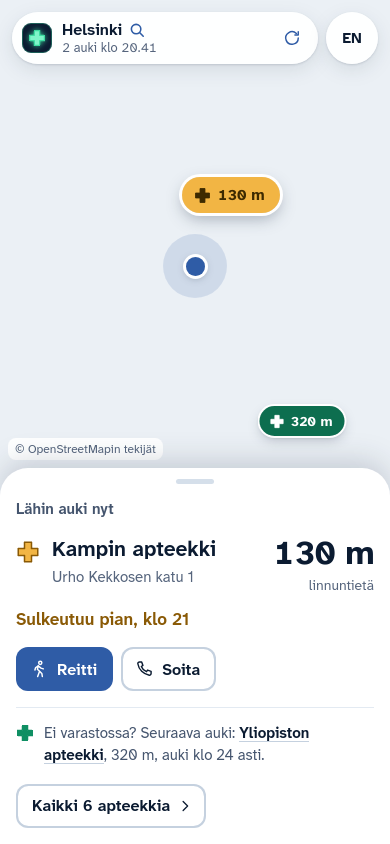 Helsinki
2 auki klo 20.41
EN
130 m
320 m
© OpenStreetMapin tekijät
Lähin auki nyt
Kampin apteekki
130 m
Urho Kekkosen katu 1
linnuntietä
Sulkeutuu pian, klo 21
Reitti
Soita
Ei varastossa? Seuraava auki: Yliopiston
apteekki, 320 m, auki klo 24 asti.
Kaikki 6 apteekkia